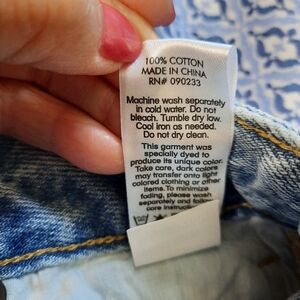 100% COTTON
MADE IN CHINA
RN# 090233
Machine wash separately
in cold water. Do not
bleach. Tumble dry low.
Cool iron as needed.
Do not dry clean.
This garment was
specially dyed to
produce its unique color.
Take care, dark colors
may transfer onto light
colored clothing or other
items. To minimize
fading, please wash
separately and follow
care instruc